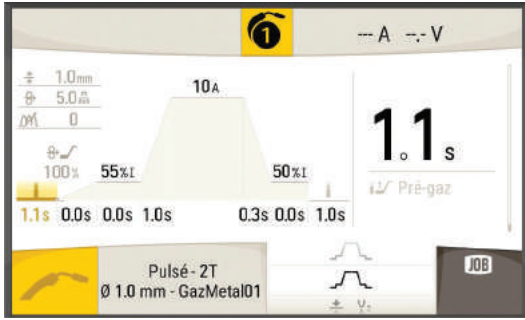 1
--- A --.- V
1.0mm
5.0
0
100%
10A
55%I
50%I
1.1s 0.0s 0.0s 1.0s 0.3s 0.0s 1.0s
1.1 s
Pré-gaz
Pulsé - 2T
Ø 1.0 mm - GazMetal01
JOB